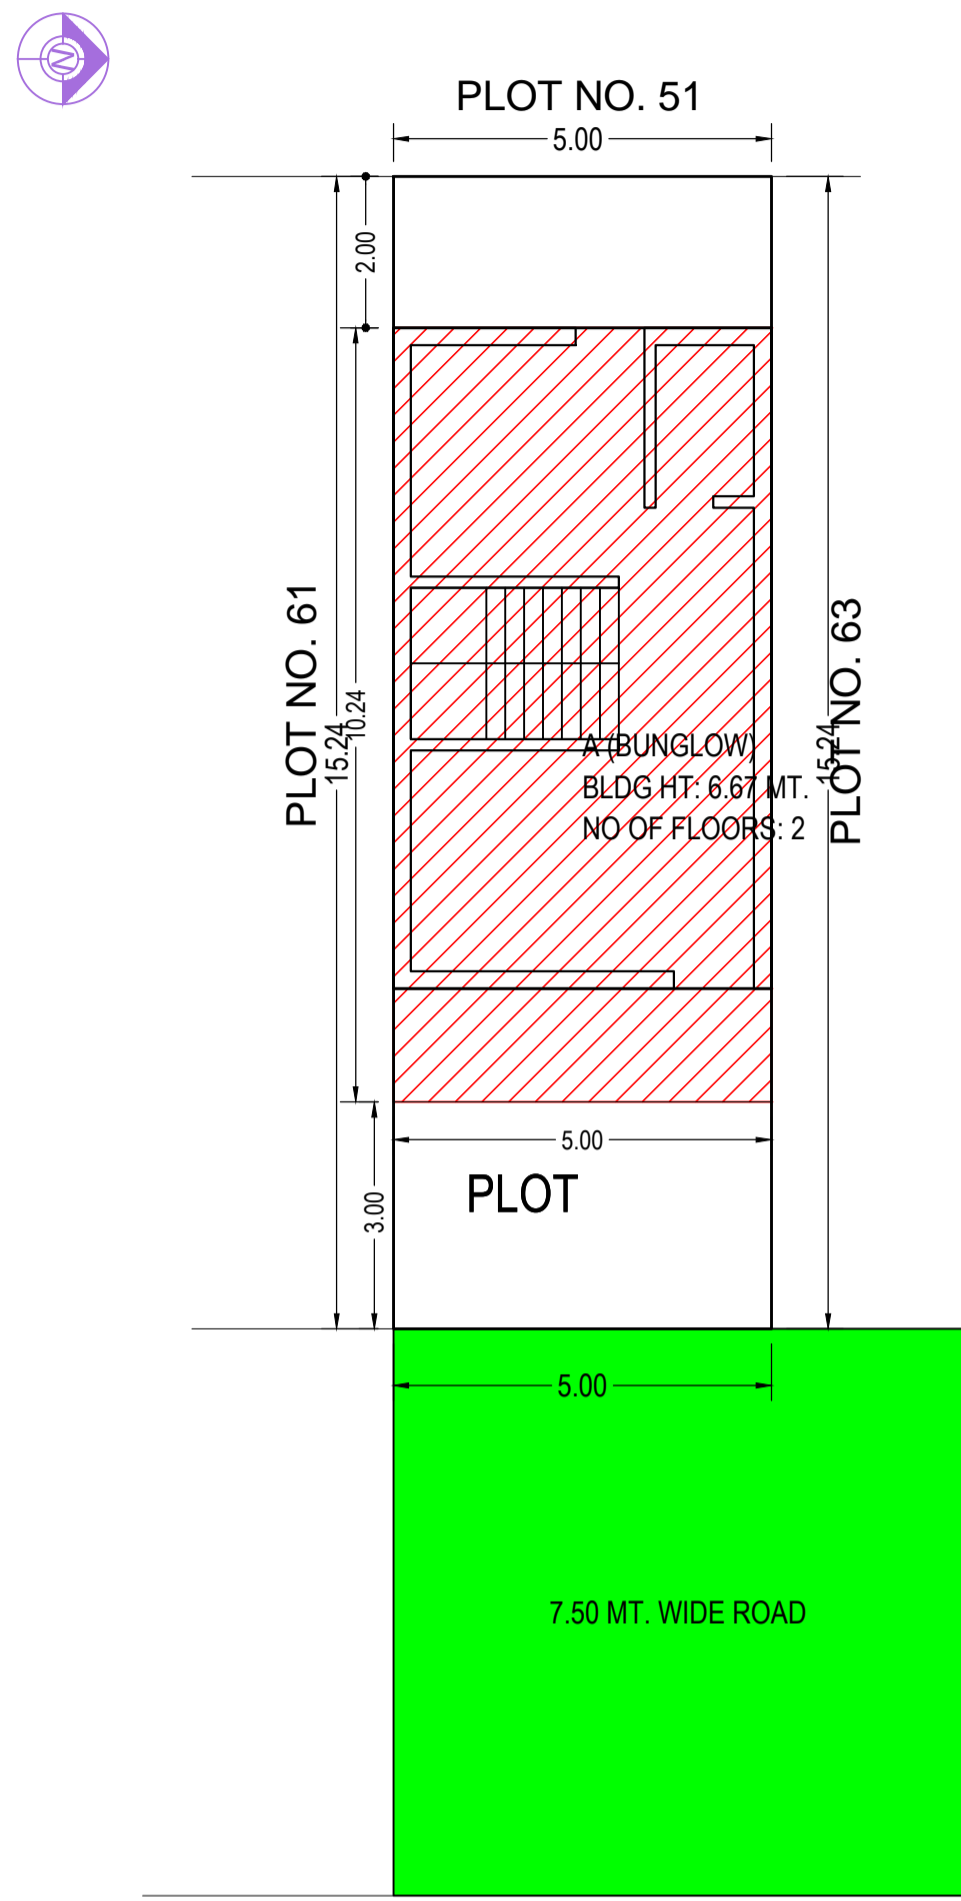 N
PLOT NO. 51
5.00
2.00
PLOT NO. 61
15.24
10.24
PLOT NO. 63
15.24
A (BUNGLOW)
BLDG HT: 6.67 MT.
NO OF FLOORS: 2
5.00
PLOT
3.00
5.00
7.50 MT. WIDE ROAD